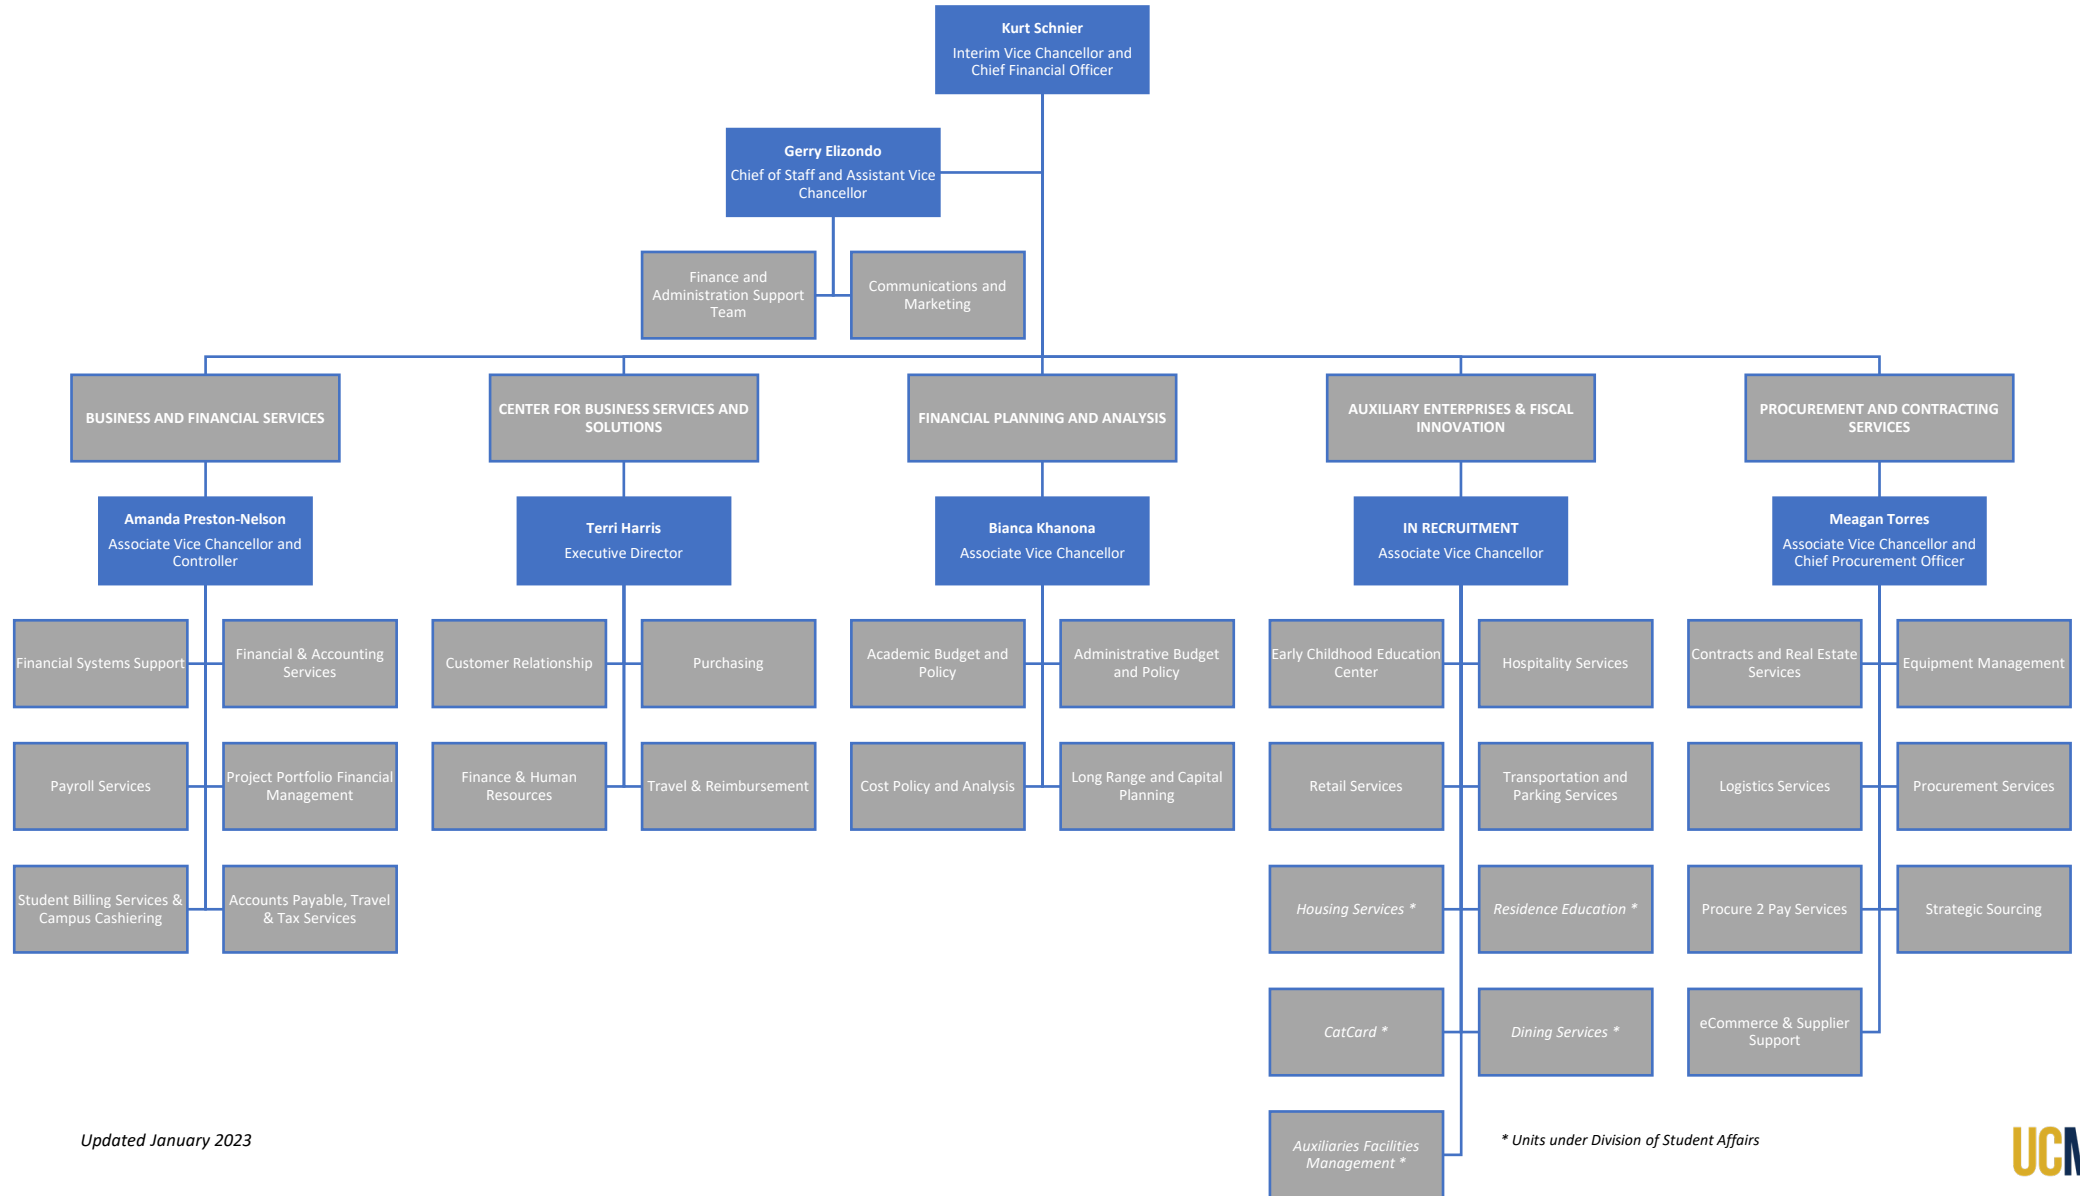 Kurt Schnier
Interim Vice Chancellor and
Chief Financial Officer
Gerry Elizondo
Chief of Staff and Assistant Vice
Chancellor
Finance and
Administration Support
Team
Communications and
Marketing
BUSINESS AND FINANCIAL SERVICES
CENTER FOR BUSINESS SERVICES AND
SOLUTIONS
FINANCIAL PLANNING AND ANALYSIS
AUXILIARY ENTERPRISES & FISCAL
INNOVATION
PROCUREMENT AND CONTRACTING
SERVICES
Amanda Preston-Nelson
Associate Vice Chancellor and
Controller
Terri Harris
Executive Director
Bianca Khanona
Associate Vice Chancellor
IN RECRUITMENT
Associate Vice Chancellor
Meagan Torres
Associate Vice Chancellor and
Chief Procurement Officer
Financial Systems Support
Financial & Accounting
Services
Customer Relationship
Purchasing
Academic Budget and
Policy
Administrative Budget
and Policy
Early Childhood Education
Center
Hospitality Services
Contracts and Real Estate
Services
Equipment Management
Payroll Services
Project Portfolio Financial
Management
Finance & Human
Resources
Travel & Reimbursement
Cost Policy and Analysis
Long Range and Capital
Planning
Retail Services
Transportation and
Parking Services
Logistics Services
Procurement Services
Student Billing Services &
Campus Cashiering
Accounts Payable, Travel
& Tax Services
Housing Services *
Residence Education *
Procure 2 Pay Services
Strategic Sourcing
CatCard *
Dining Services *
eCommerce & Supplier
Support
Auxiliaries Facilities
Management *
Updated January 2023
* Units under Division of Student Affairs
UCM